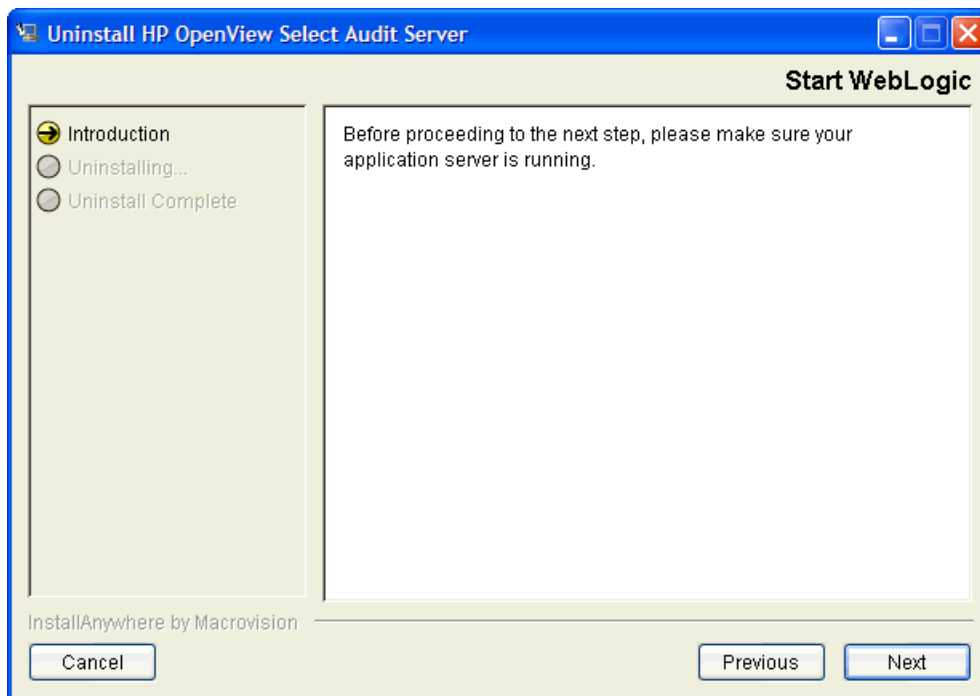 Uninstall HP OpenView Select Audit Server
Start WebLogic
Introduction
Uninstalling...
Uninstall Complete
Before proceeding to the next step, please make sure your
application server is running.
InstallAnywhere by Macrovision
Cancel
Previous
Next